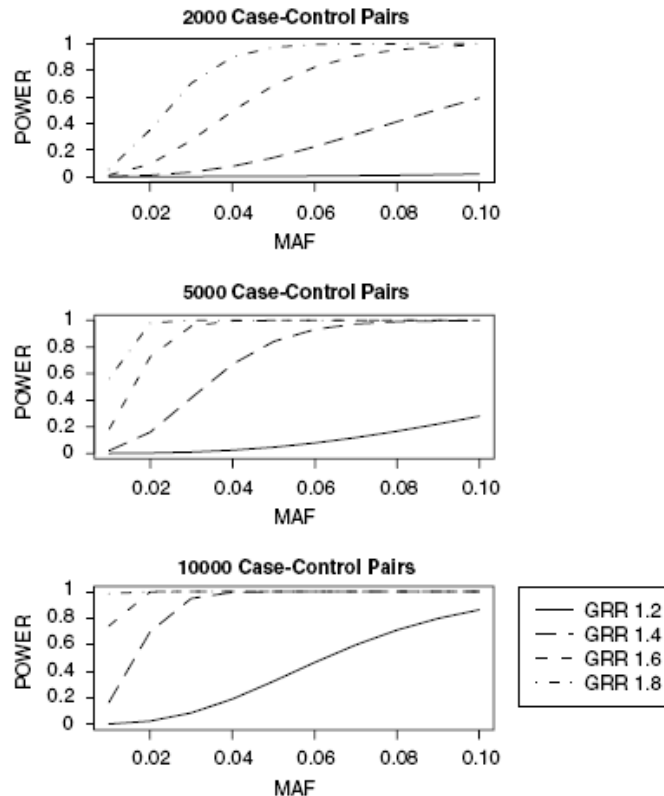 2000 Case-Control Pairs
POWER
1
0.8
0.6
0.4
0.2
0
0.02 0.04 0.06 0.08 0.10
MAF
5000 Case-Control Pairs
POWER
1
0.8
0.6
0.4
0.2
0
0.02 0.04 0.06 0.08 0.10
MAF
10000 Case-Control Pairs
POWER
1
0.8
0.6
0.4
0.2
0
0.02 0.04 0.06 0.08 0.10
MAF
GRR 1.2
GRR 1.4
GRR 1.6
GRR 1.8